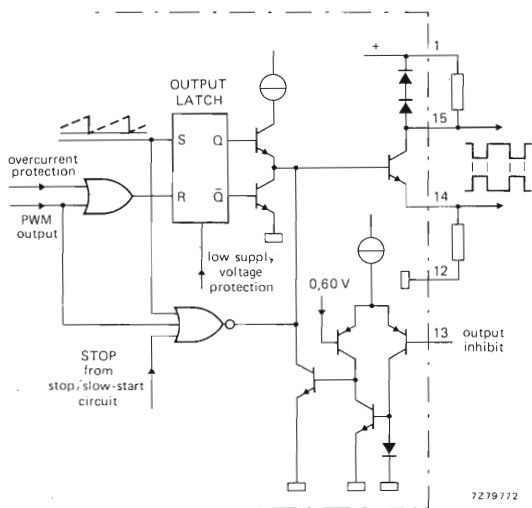 +
1
OUTPUT
LATCH
15
S
Q
overcurrent
protection
R
Q̄
14
PWM
output
low supply,
voltage
protection
12
0,60 V
13
output
inhibit
STOP
from
stop/slow-start
circuit
7Z79772